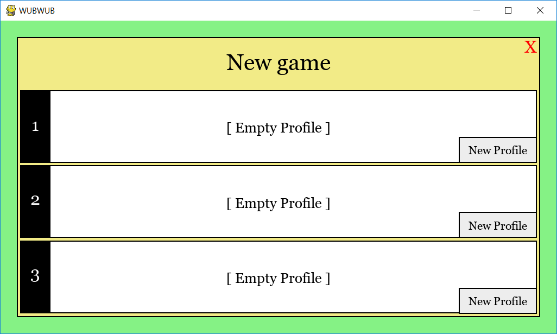 WUBWUB
X
New game
1
[ Empty Profile ]
New Profile
2
[ Empty Profile ]
New Profile
3
[ Empty Profile ]
New Profile